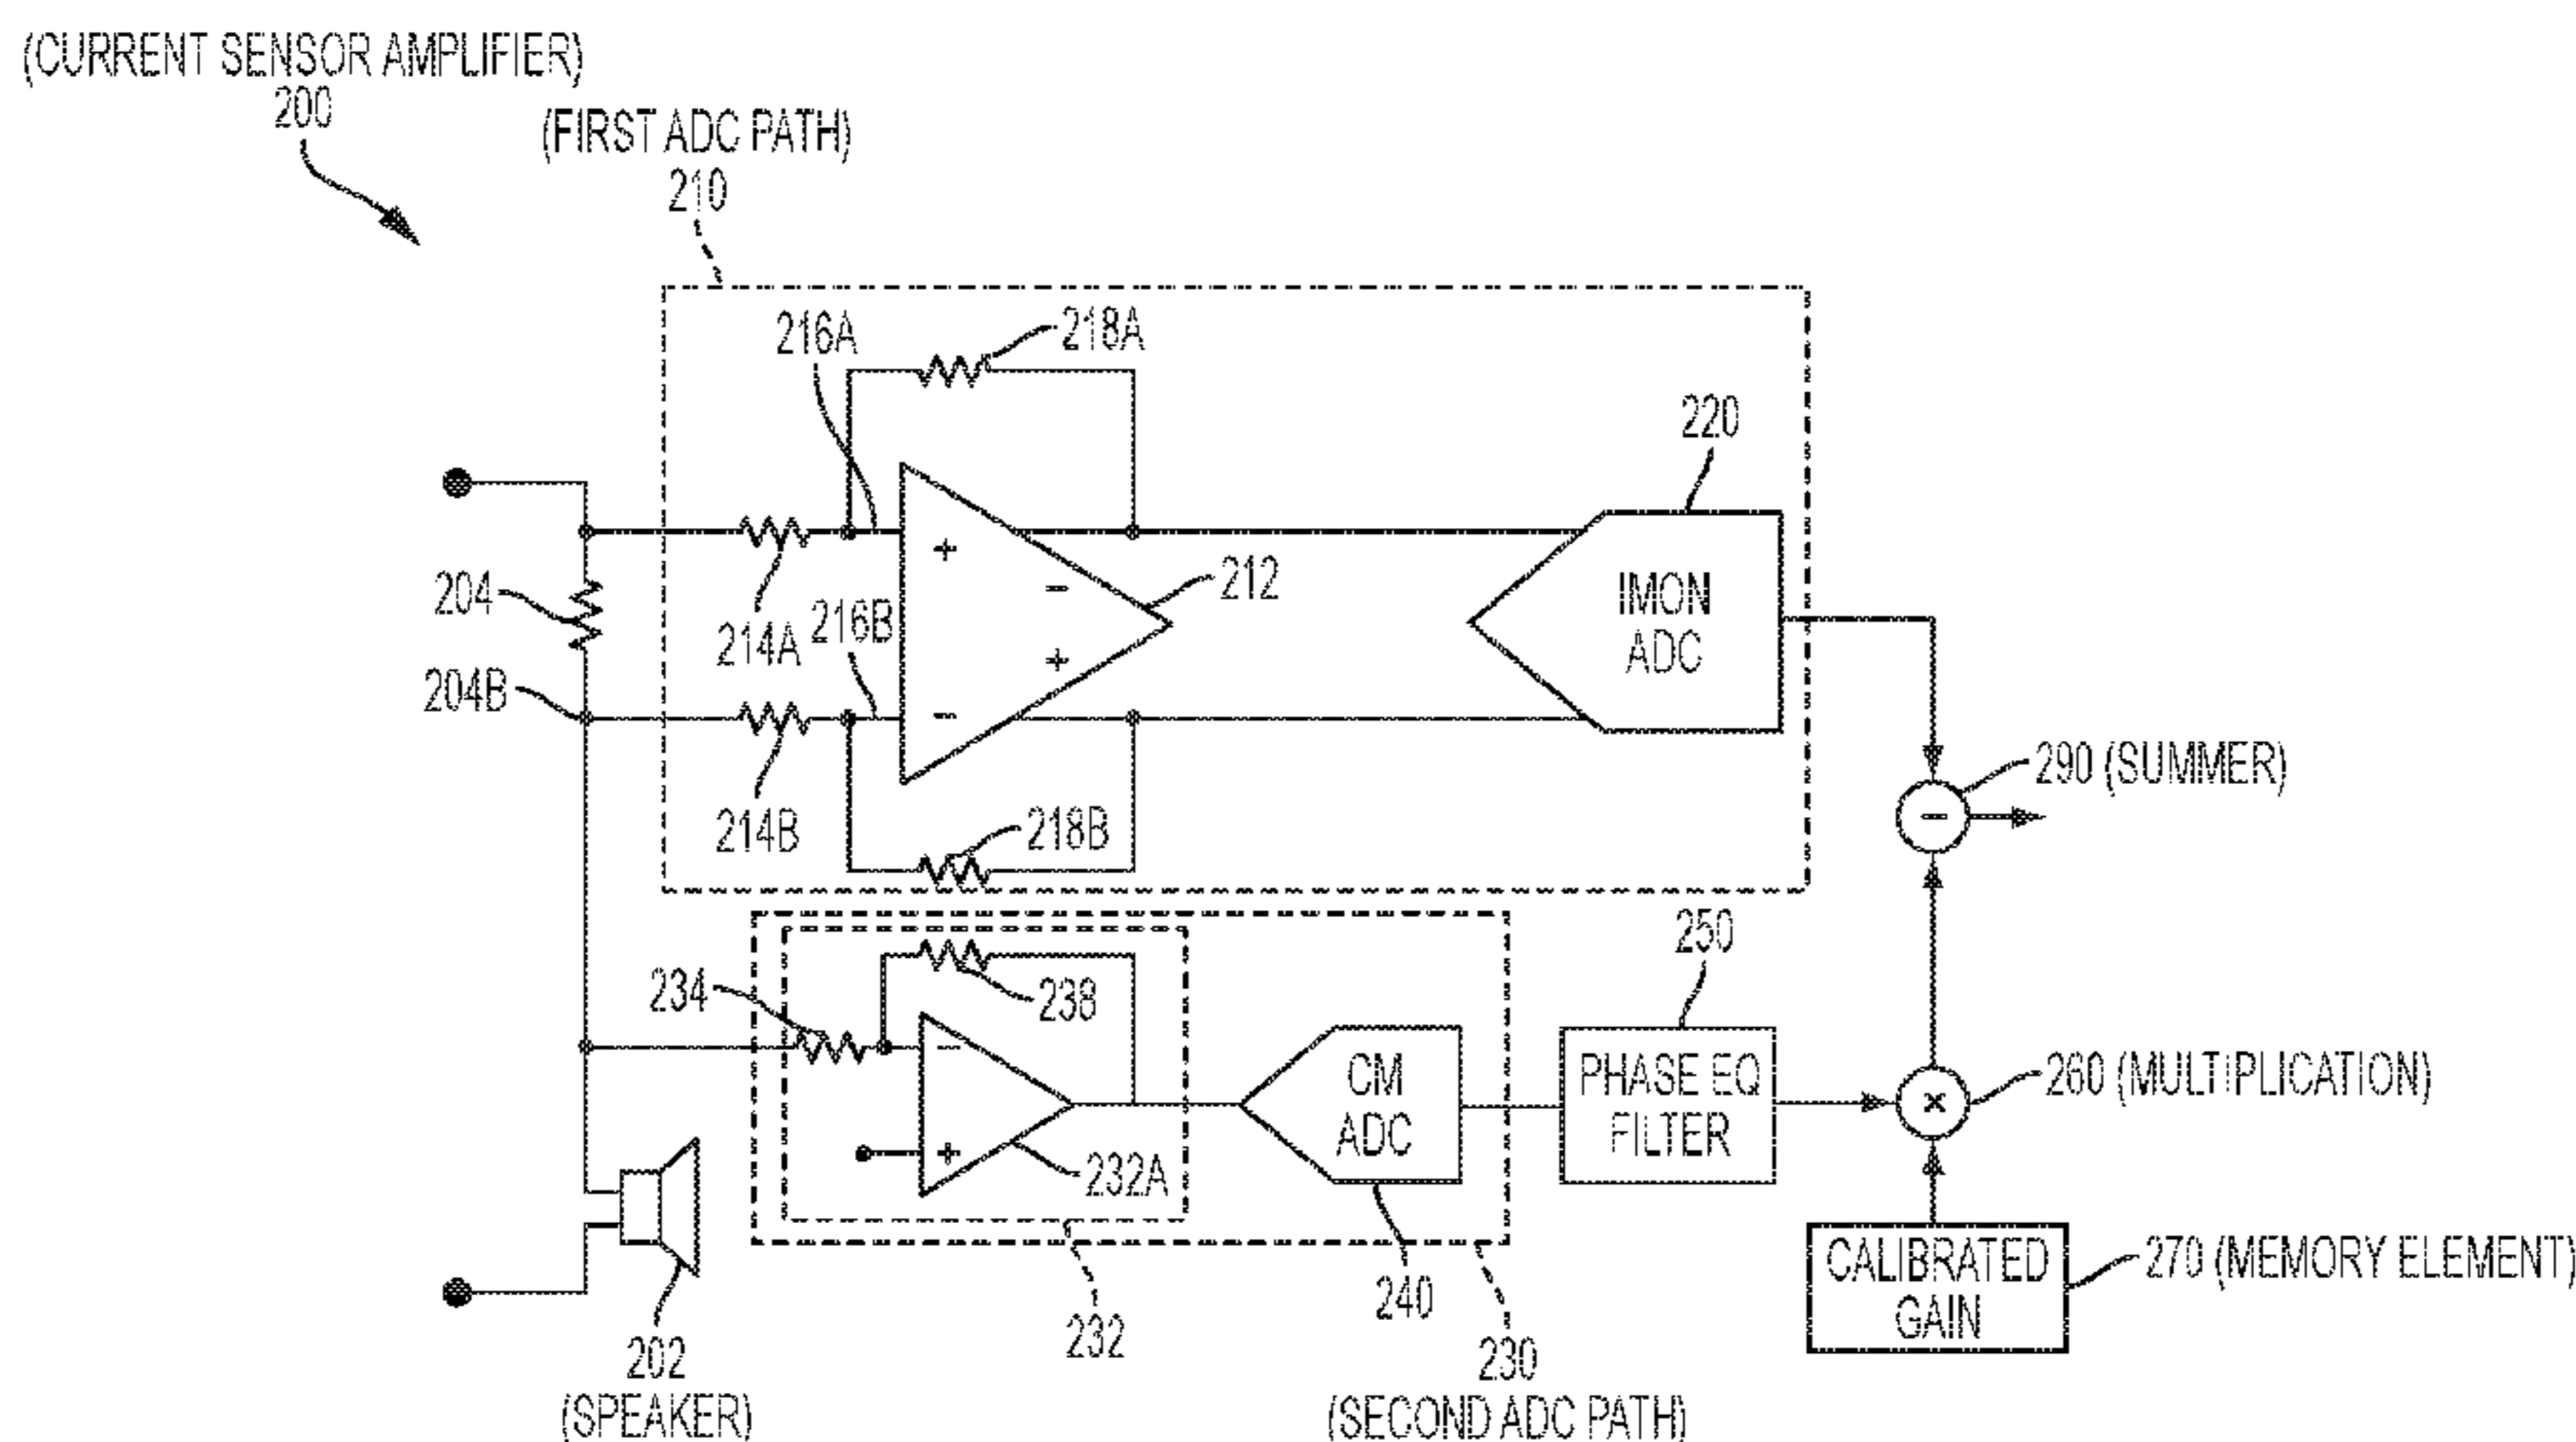 (CURRENT SENSOR AMPLIFIER)
200
(FIRST ADC PATH)
210
216A
218A
220
+
−
212
IMON
ADC
204
214A
216B
+
204B
−
290 (SUMMER)
−
214B
218B
250
234
238
−
CM
ADC
PHASE EQ
FILTER
260 (MULTIPLICATION)
×
+
232A
240
CALIBRATED
GAIN
270 (MEMORY ELEMENT)
232
202
(SPEAKER)
230
(SECOND ADC PATH)